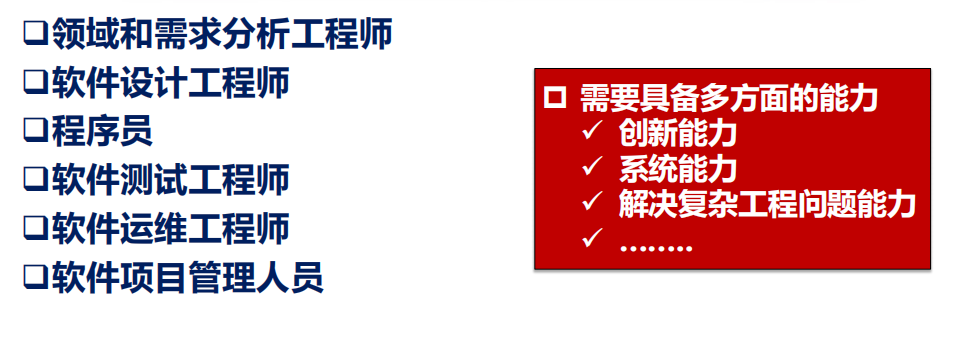 ❑领域和需求分析工程师
❑软件设计工程师
❑程序员
❑软件测试工程师
❑软件运维工程师
❑软件项目管理人员
❑ 需要具备多方面的能力
✓ 创新能力
✓ 系统能力
✓ 解决复杂工程问题能力
✓ ........